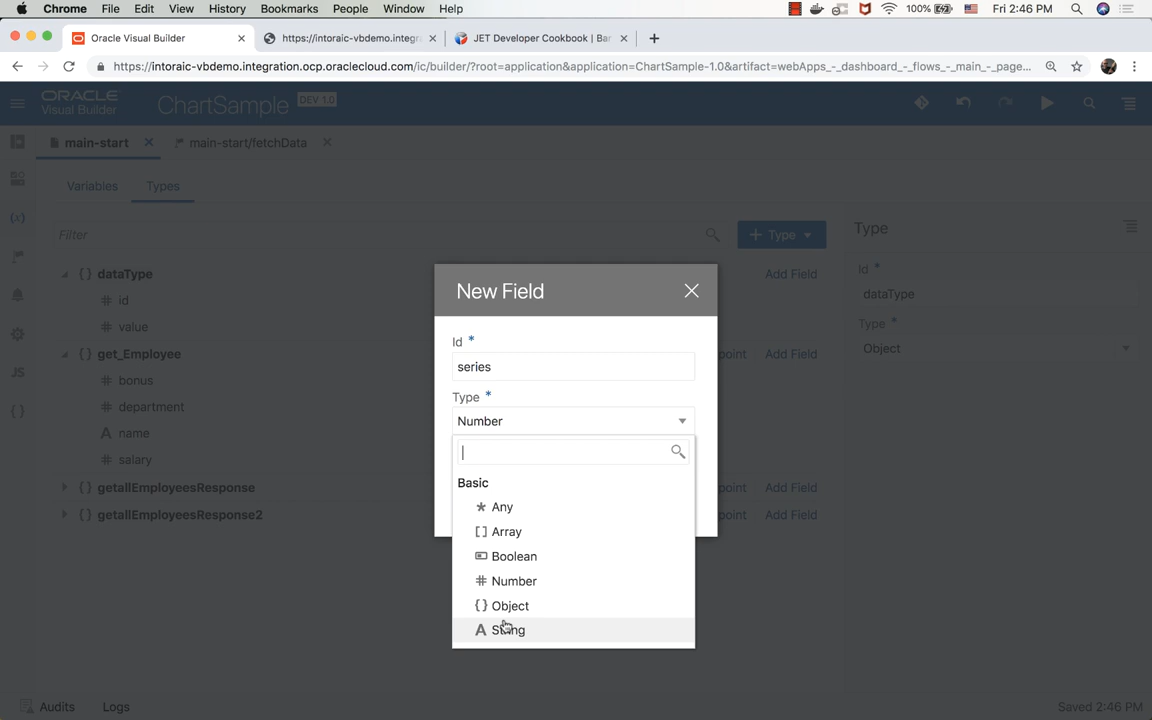 Chrome File Edit View History Bookmarks People Window Help 100% Fri 2:46 PM
Oracle Visual Builder https://intoraic-vbdemo.integr JET Developer Cookbook | Bar
https://intoraic-vbdemo.integration.ocp.oraclecloud.com/ic/builder/?root=application&application=ChartSample-1.0&artifact=webApps_-_dashboard_-_flows_-_main_-_page...
ORACLE
Visual Builder
ChartSample DEV 1.0
main-start main-start/fetchData
Variables Types
Filter
+ Type
Type
dataType Add Field
id
value
get_Employee point Add Field
bonus
department
name
salary
getallEmployeesResponse point Add Field
getallEmployeesResponse2 point Add Field
Id *
dataType
Type *
Object
New Field
Id *
series
Type *
Number
Basic
Any
Array
Boolean
Number
Object
String
Audits Logs Saved 2:46 PM